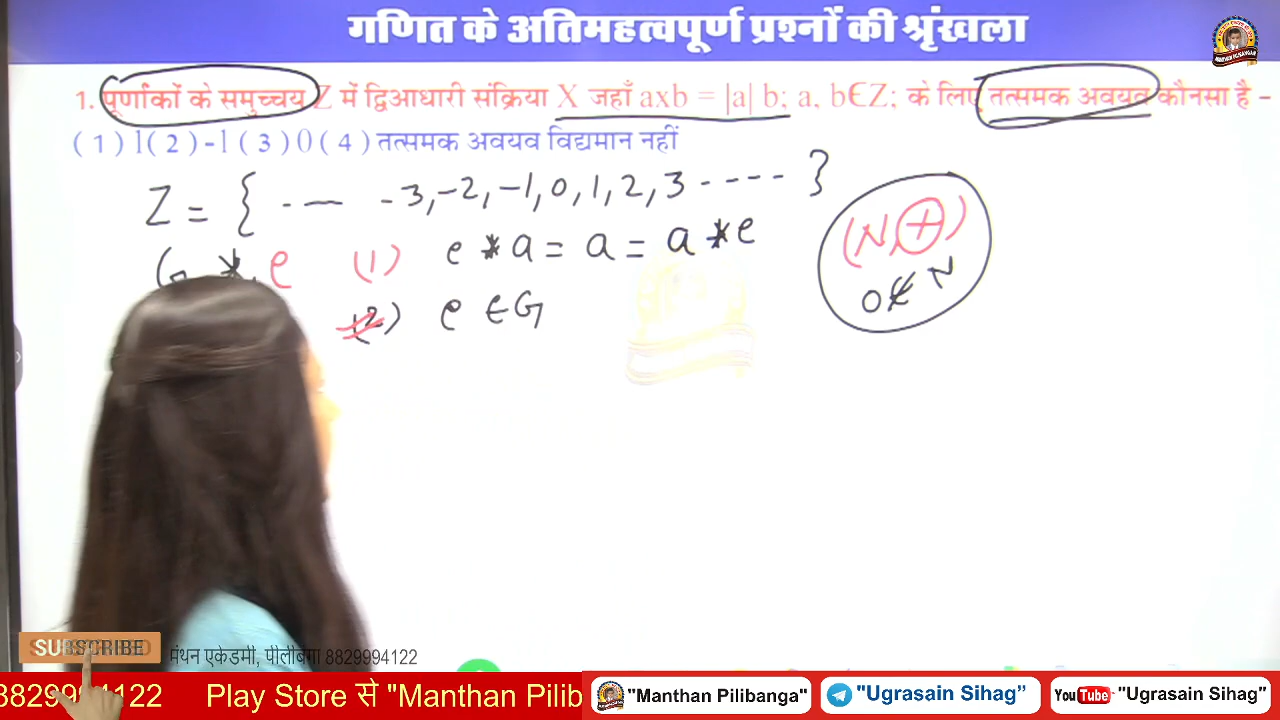 गणित के अतिमहत्वपूर्ण प्रश्नों की श्रृंखला
1. पूर्णांकों के समुच्चय Z में द्विआधारी संक्रिया X जहाँ axb = |a| b; a, b∈Z; के लिए तत्समक अवयव कौनसा है -
( 1 ) 1( 2 ) -1 ( 3 ) 0 ( 4 ) तत्समक अवयव विद्यमान नहीं
Z = { ---- -3, -2, -1, 0, 1, 2, 3 ---- }
G *, e (1) e * a = a = a * e
(N, +)
(2) e ∈ G
0 ∉ N
SUBSCRIBE
मंथन एकेडमी, पीलीबंगा 8829994122
8829994122 Play Store से "Manthan Pilib
"Manthan Pilibanga"
"Ugrasain Sihag"
YouTube "Ugrasain Sihag"